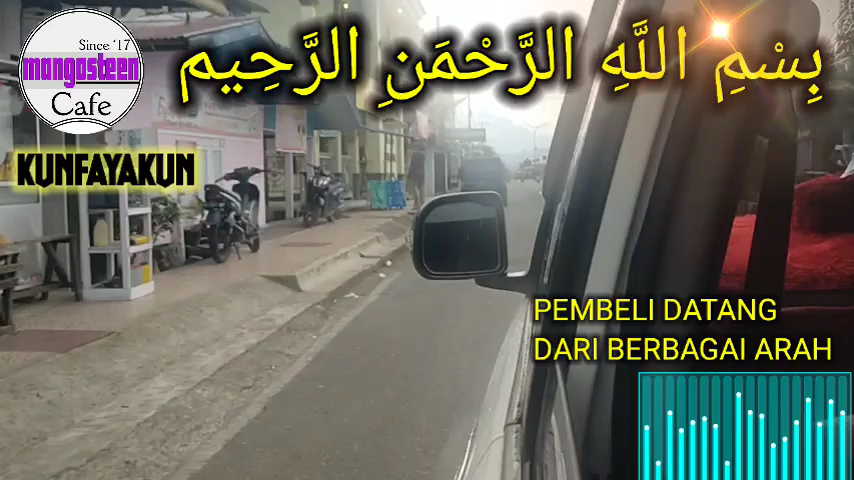 Since '17
mangosteen
Cafe
بِسْمِ اللَّهِ الرَّحْمَنِ الرَّحِيم
KUNFAYAKUN
PEMBELI DATANG
DARI BERBAGAI ARAH